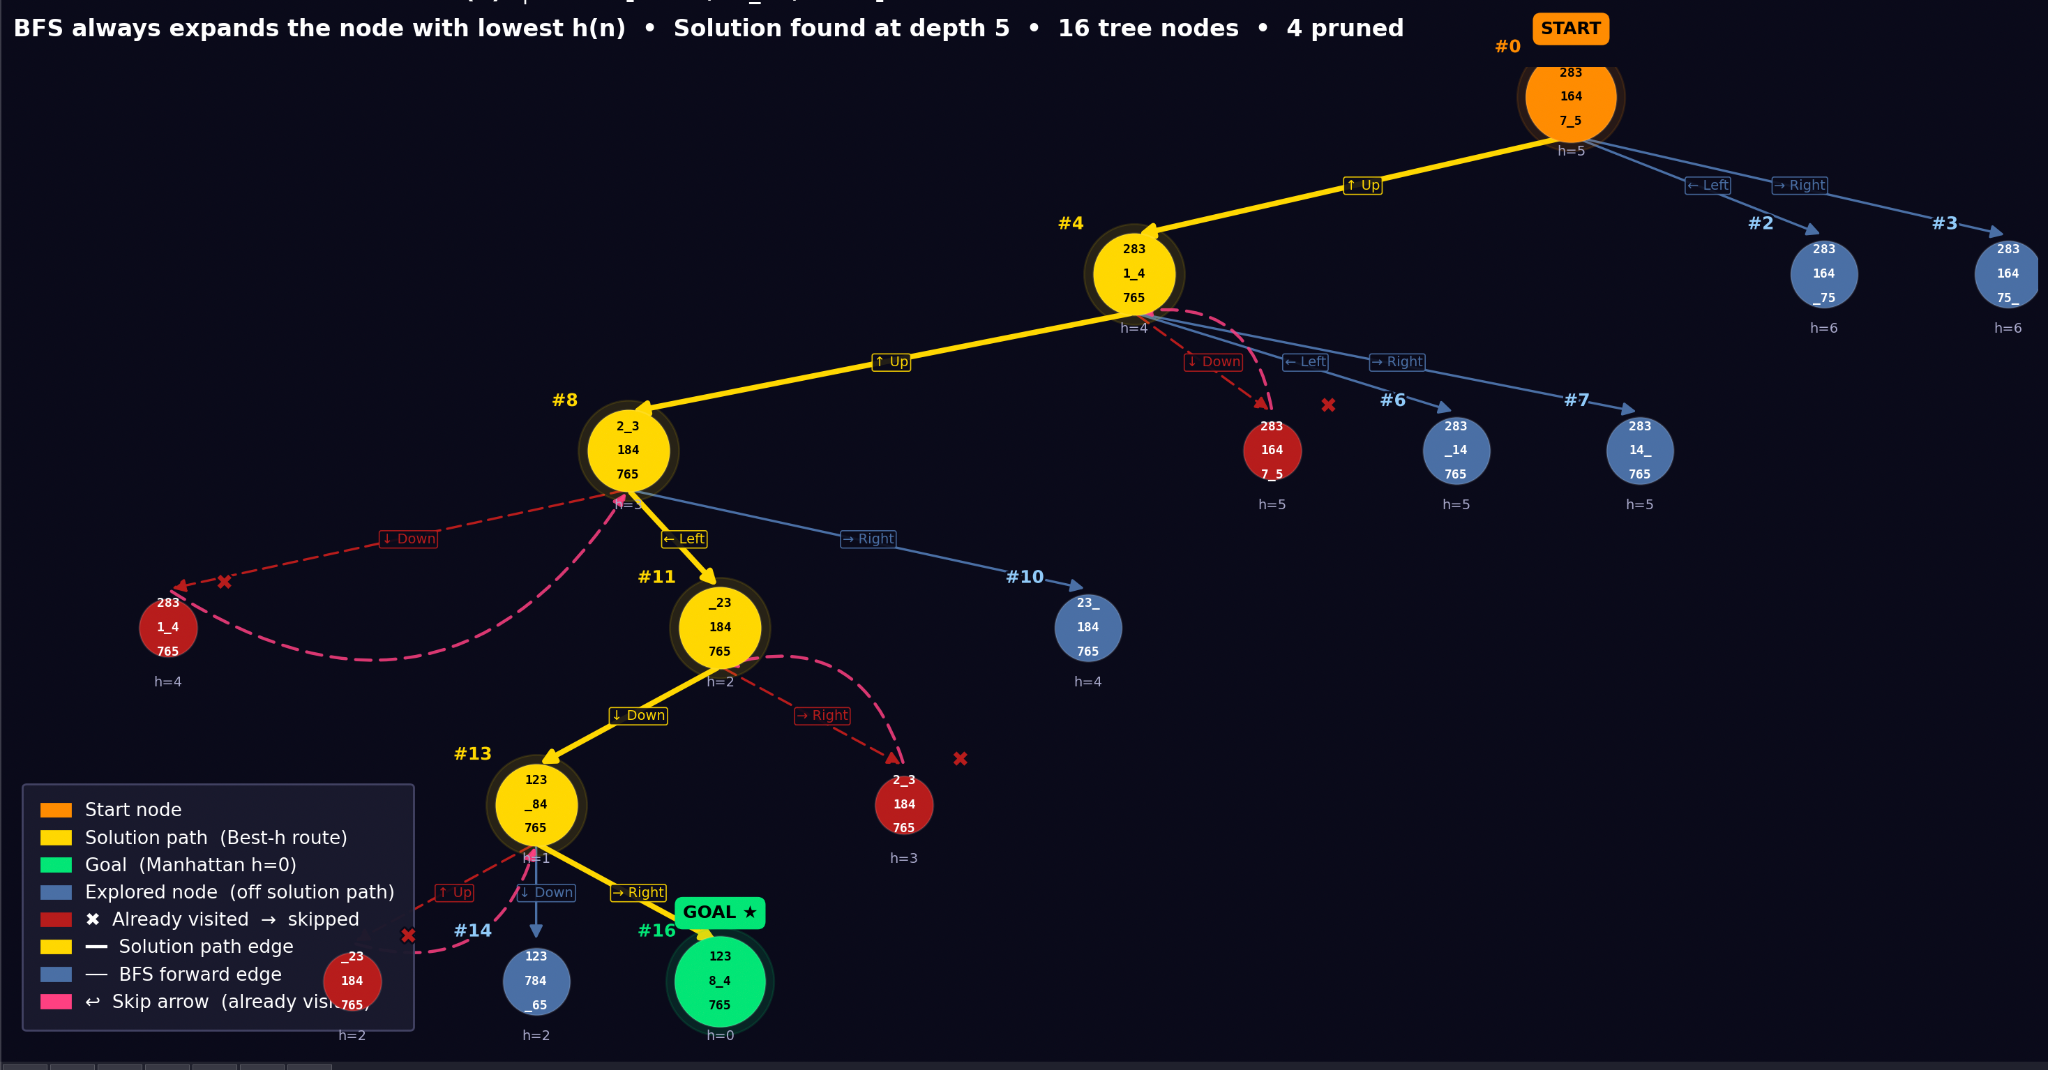 BFS always expands the node with lowest h(n)  •  Solution found at depth 5  •  16 tree nodes  •  4 pruned
START
#0
283
164
7_5
h=5
↑ Up
← Left
→ Right
#4
#2
#3
283
1_4
765
h=4
283
164
_75
h=6
283
164
75_
h=6
↑ Up
↓ Down
← Left
→ Right
#8
✖
#6
#7
2_3
184
765
h=3
283
164
7_5
h=5
283
_14
765
h=5
283
14_
765
h=5
↓ Down
← Left
→ Right
✖
#11
#10
283
1_4
765
h=4
_23
184
765
h=2
23_
184
765
h=4
↓ Down
→ Right
#13
✖
123
_84
765
h=1
2_3
184
765
h=3
↑ Up
↓ Down
→ Right
GOAL ★
✖
#14
#16
_23
184
765
h=2
123
784
_65
h=2
123
8_4
765
h=0
Start node
Solution path  (Best-h route)
Goal  (Manhattan h=0)
Explored node  (off solution path)
✖  Already visited  →  skipped
━  Solution path edge
—  BFS forward edge
↩  Skip arrow  (already